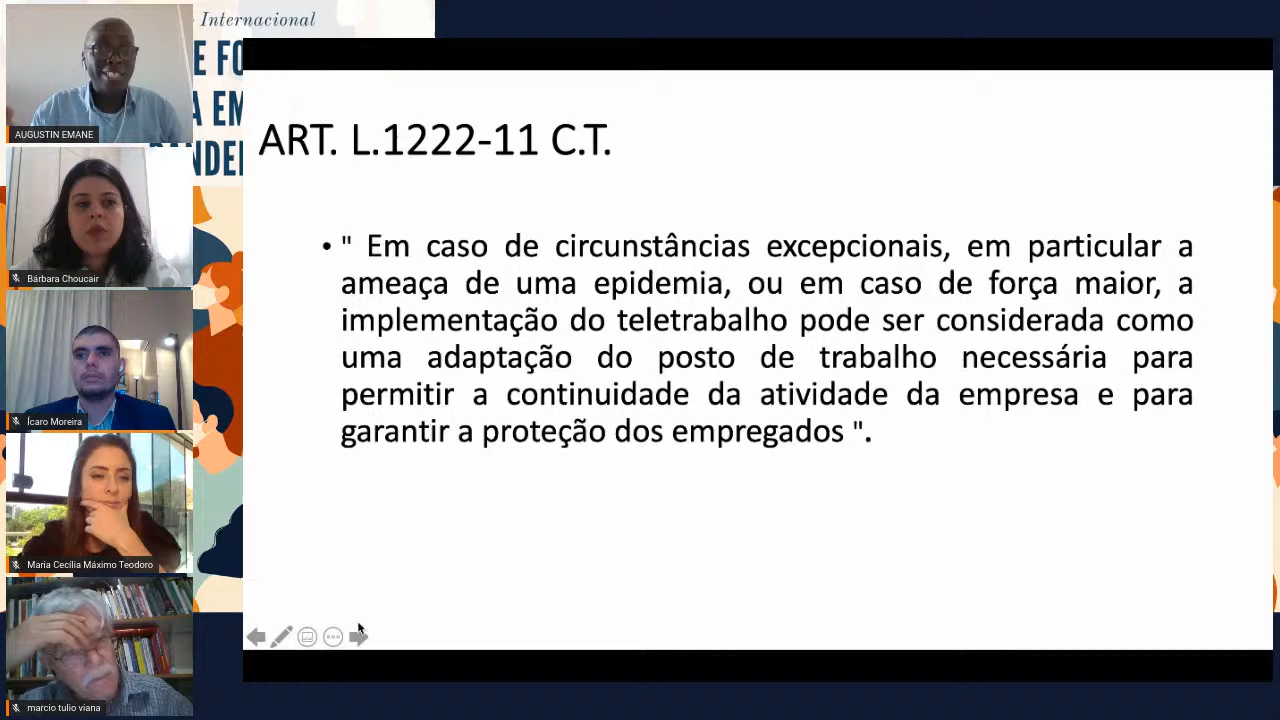 Internacional
E FO
A EM
NDE
ART. L.1222-11 C.T.
• " Em caso de circunstâncias excepcionais, em particular a
ameaça de uma epidemia, ou em caso de força maior, a
implementação do teletrabalho pode ser considerada como
uma adaptação do posto de trabalho necessária para
permitir a continuidade da atividade da empresa e para
garantir a proteção dos empregados ".
AUGUSTIN EMANE
Bárbara Choucair
Ícaro Moreira
Maria Cecília Máximo Teodoro
marcio tulio viana